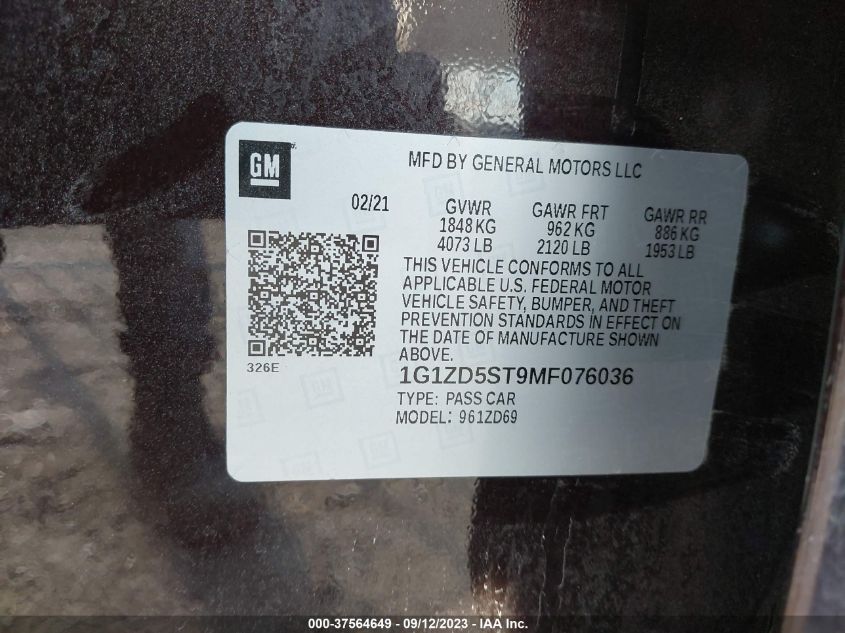 GM
MFD BY GENERAL MOTORS LLC
02/21
GVWR
1848 KG
4073 LB
GAWR FRT
962 KG
2120 LB
GAWR RR
886 KG
1953 LB
THIS VEHICLE CONFORMS TO ALL
APPLICABLE U.S. FEDERAL MOTOR
VEHICLE SAFETY, BUMPER, AND THEFT
PREVENTION STANDARDS IN EFFECT ON
THE DATE OF MANUFACTURE SHOWN
ABOVE.
326E
1G1ZD5ST9MF076036
TYPE: PASS CAR
MODEL: 961ZD69
000-37564649 - 09/12/2023 - IAA Inc.